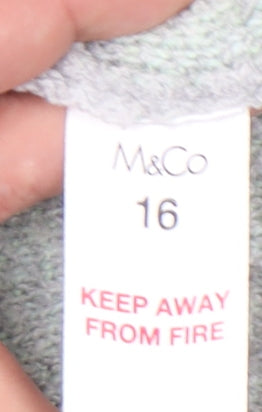 M&Co
16
KEEP AWAY
FROM FIRE